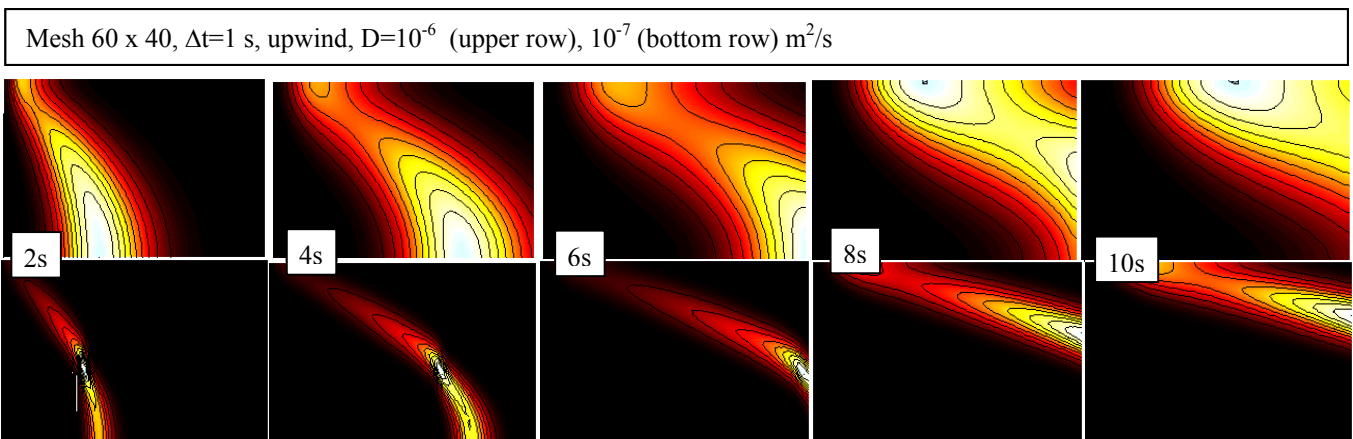 Mesh 60 x 40, Δt=1 s, upwind, D=10⁻⁶ (upper row), 10⁻⁷ (bottom row) m²/s
2s 4s 6s 8s 10s